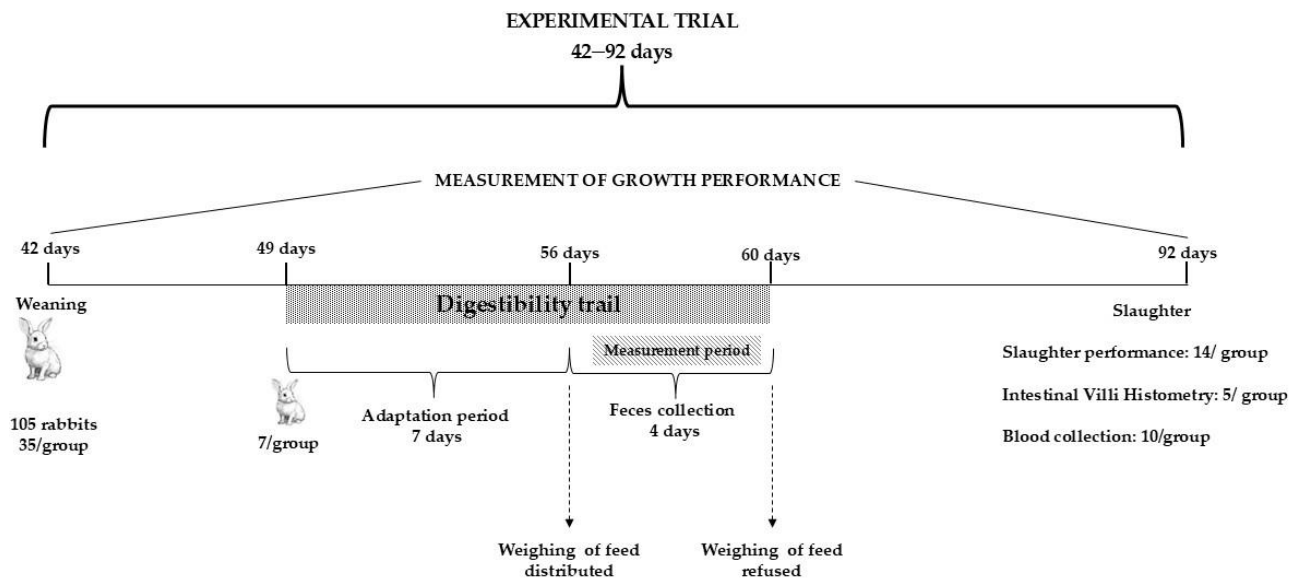 EXPERIMENTAL TRIAL
42–92 days
MEASUREMENT OF GROWTH PERFORMANCE
42 days
49 days
56 days
60 days
92 days
Weaning
Digestibility trail
Slaughter
Measurement period
Slaughter performance: 14/ group
Adaptation period
7 days
Feces collection
4 days
Intestinal Villi Histometry: 5/ group
105 rabbits
35/group
7/group
Blood collection: 10/group
Weighing of feed
distributed
Weighing of feed
refused